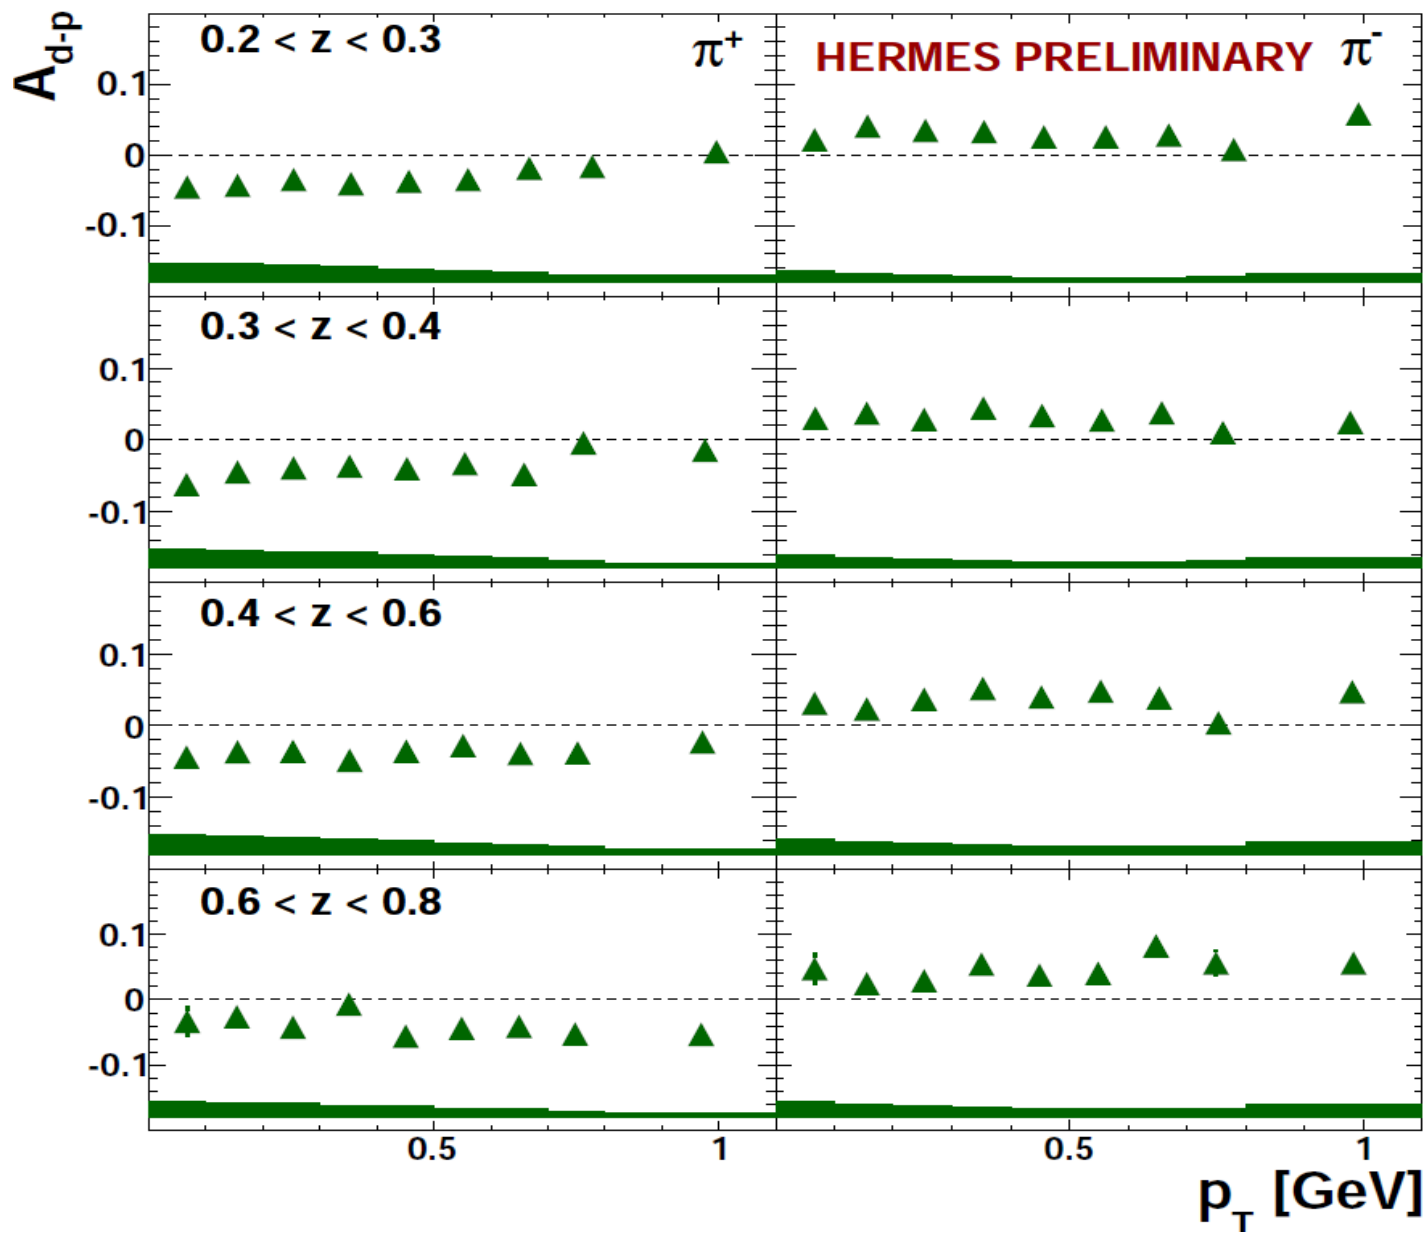 A_{d-p}
0.2 < z < 0.3
π⁺
HERMES PRELIMINARY
π⁻
0.1
0
-0.1
0.3 < z < 0.4
0.1
0
-0.1
0.4 < z < 0.6
0.1
0
-0.1
0.6 < z < 0.8
0.1
0
-0.1
0.5
1
0.5
1
p_T [GeV]